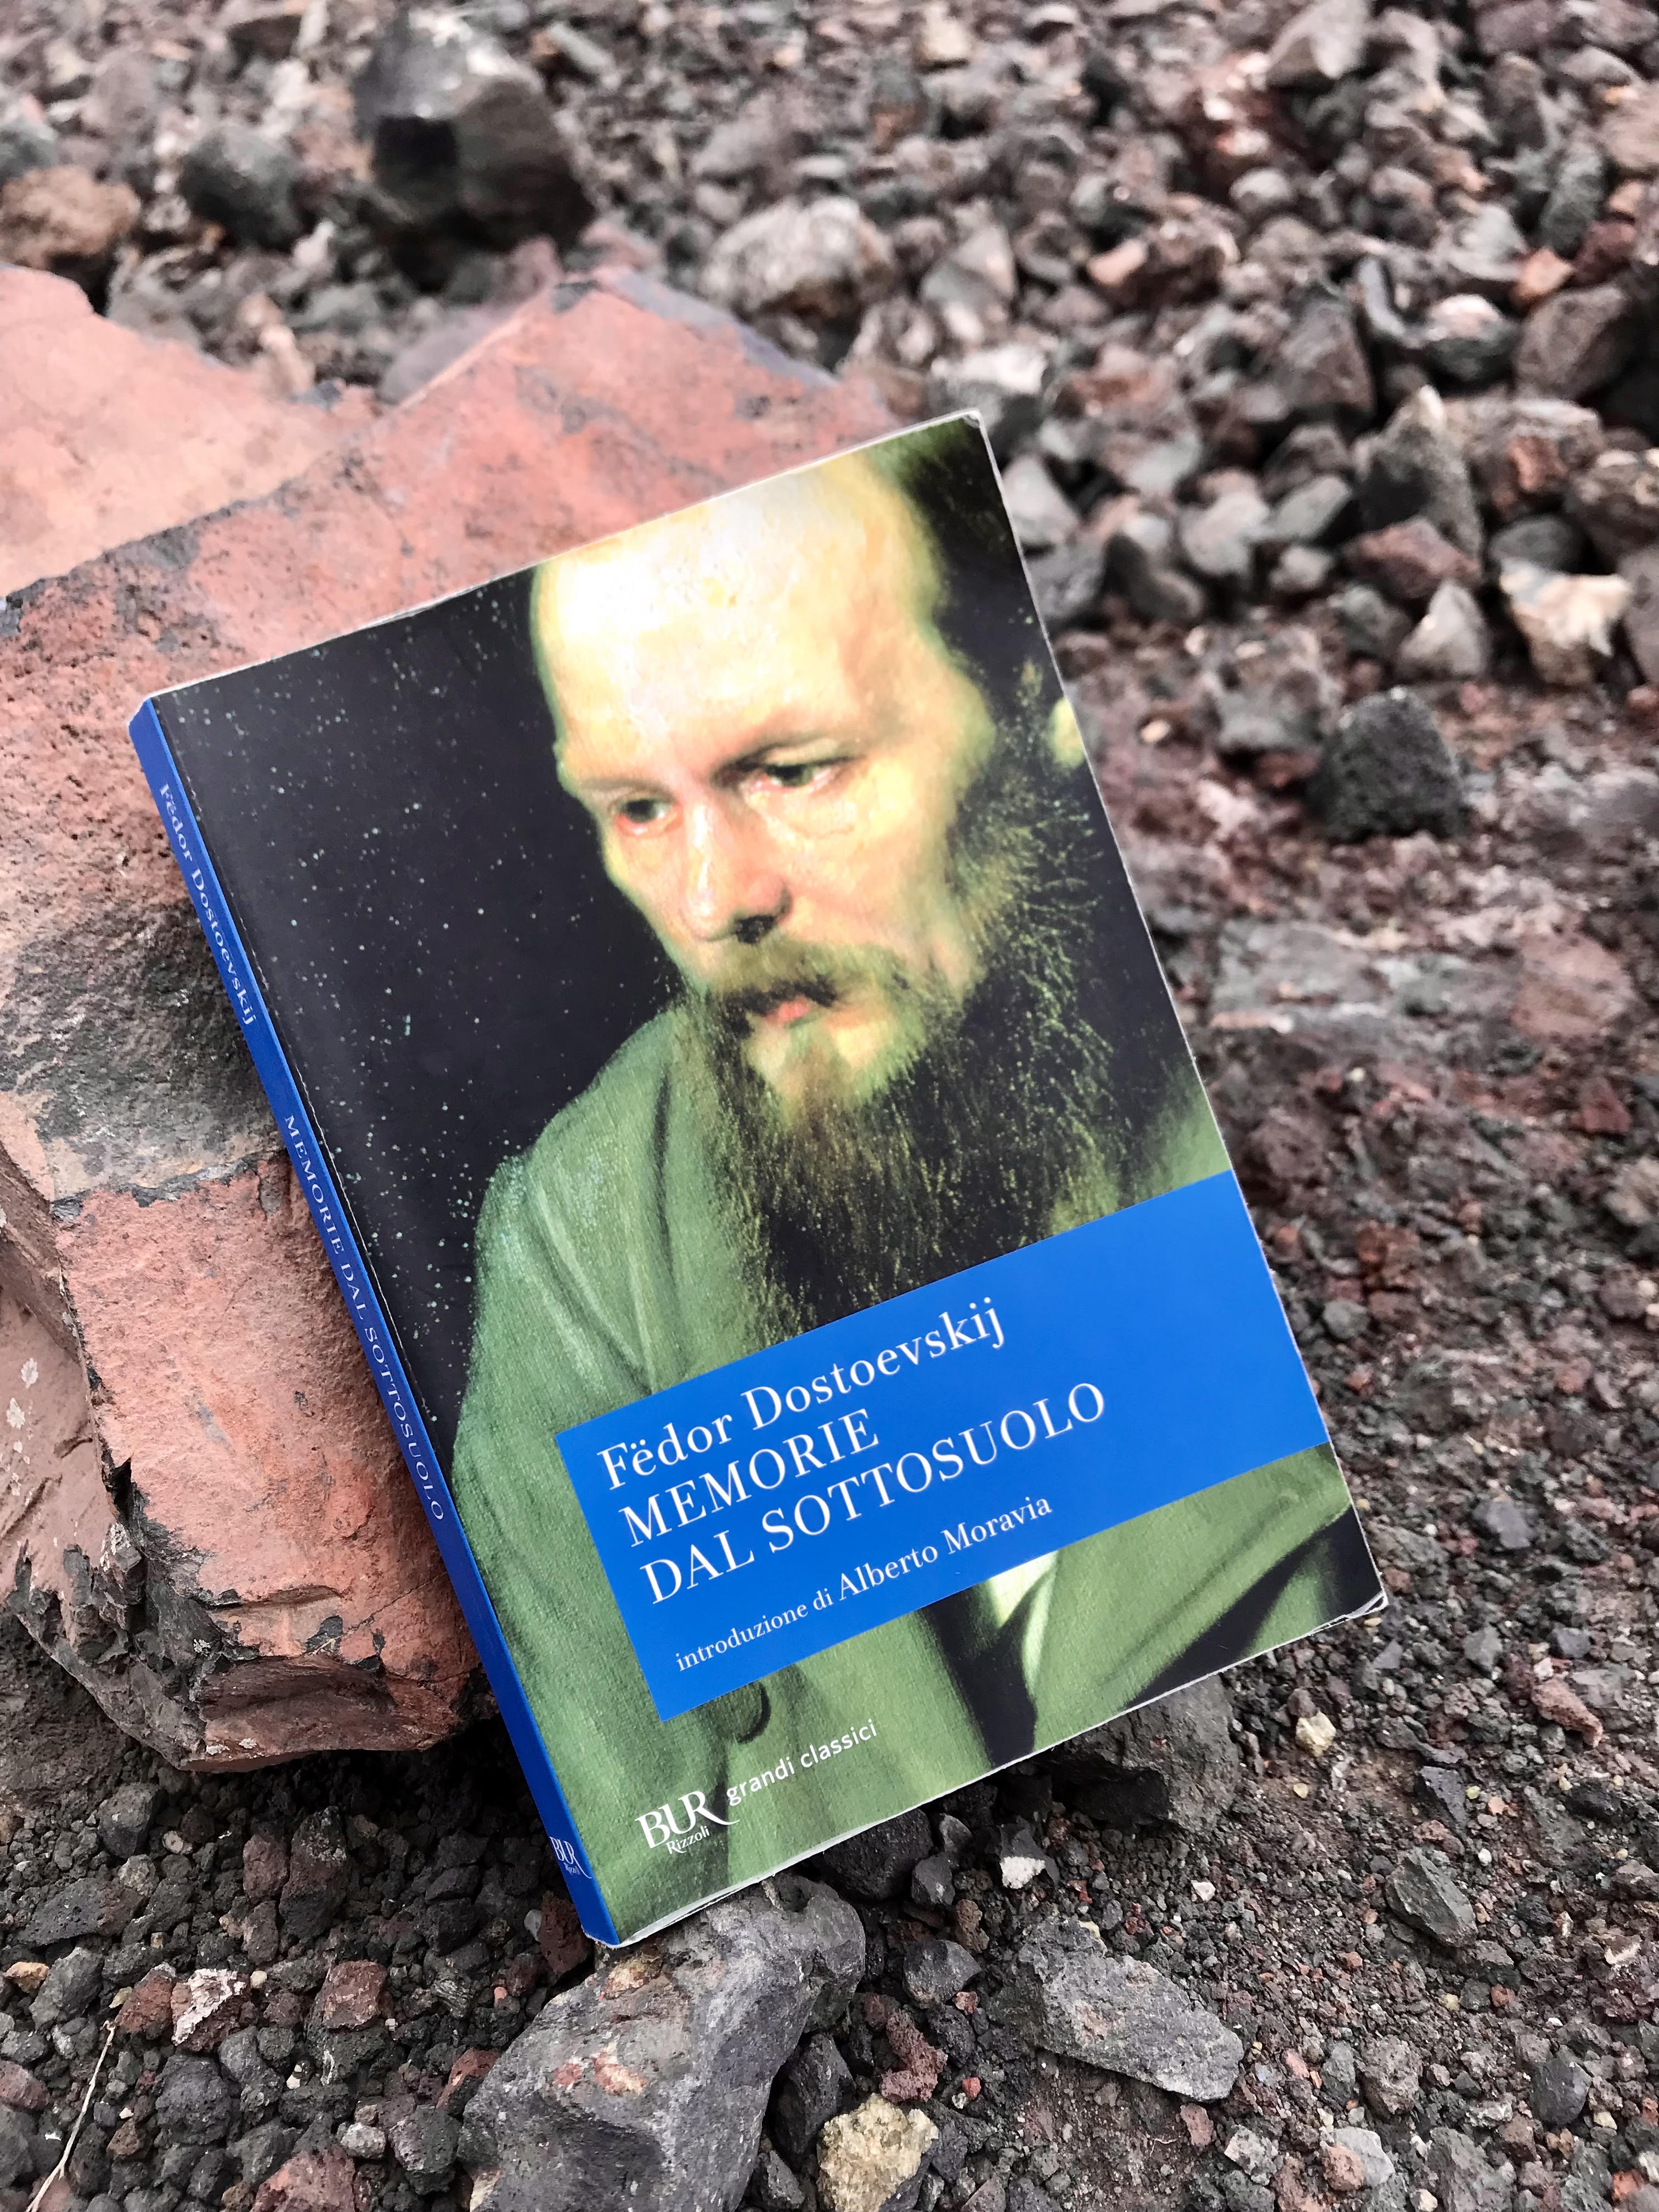 Fëdor Dostoevskij
MEMORIE DAL SOTTOSUOLO
BUR
Rizzoli
Fëdor Dostoevskij
MEMORIE
DAL SOTTOSUOLO
introduzione di Alberto Moravia
BUR grandi classici
Rizzoli